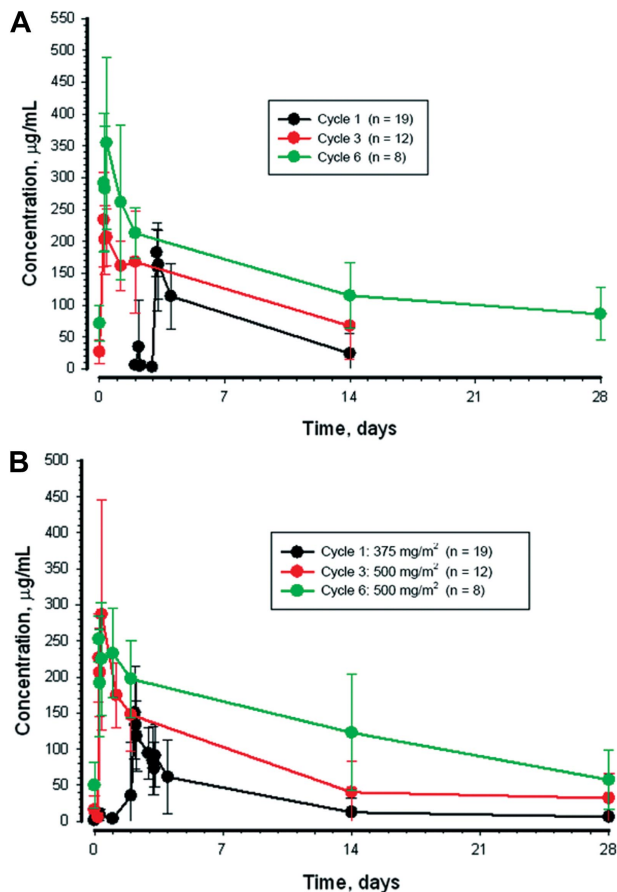 A
550
500
450
400
350
300
250
200
150
100
50
0
Concentration, µg/mL
Cycle 1 (n = 19)
Cycle 3 (n = 12)
Cycle 6 (n = 8)
0 7 14 21 28
Time, days
B
500
450
400
350
300
250
200
150
100
50
0
Concentration, µg/mL
Cycle 1: 375 mg/m² (n = 19)
Cycle 3: 500 mg/m² (n = 12)
Cycle 6: 500 mg/m² (n = 8)
0 7 14 21 28
Time, days